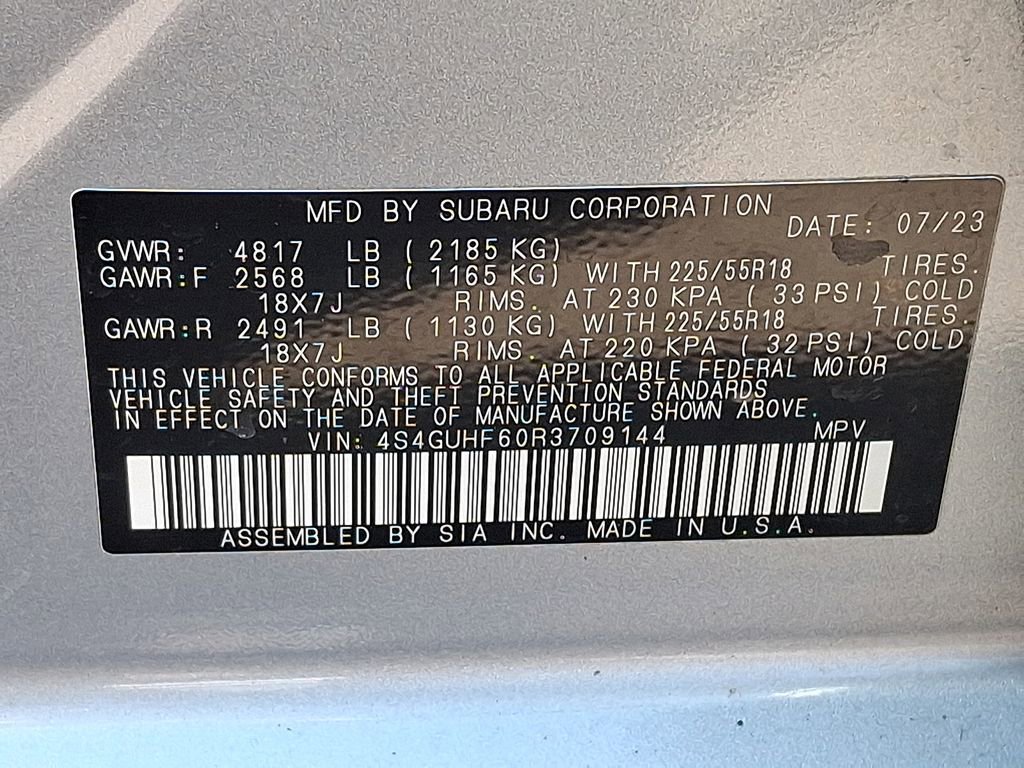 MFD BY SUBARU CORPORATION DATE: 07/23
GVWR: 4817 LB ( 2185 KG)
GAWR:F 2568 LB ( 1165 KG) WITH 225/55R18 TIRES.
18X7J RIMS. AT 230 KPA ( 33 PSI) COLD
GAWR:R 2491 LB ( 1130 KG) WITH 225/55R18 TIRES.
18X7J RIMS. AT 220 KPA ( 32 PSI) COLD
THIS VEHICLE CONFORMS TO ALL APPLICABLE FEDERAL MOTOR
VEHICLE SAFETY AND THEFT PREVENTION STANDARDS
IN EFFECT ON THE DATE OF MANUFACTURE SHOWN ABOVE.
VIN: 4S4GUHF60R3709144 MPV
ASSEMBLED BY SIA INC. MADE IN U.S.A.